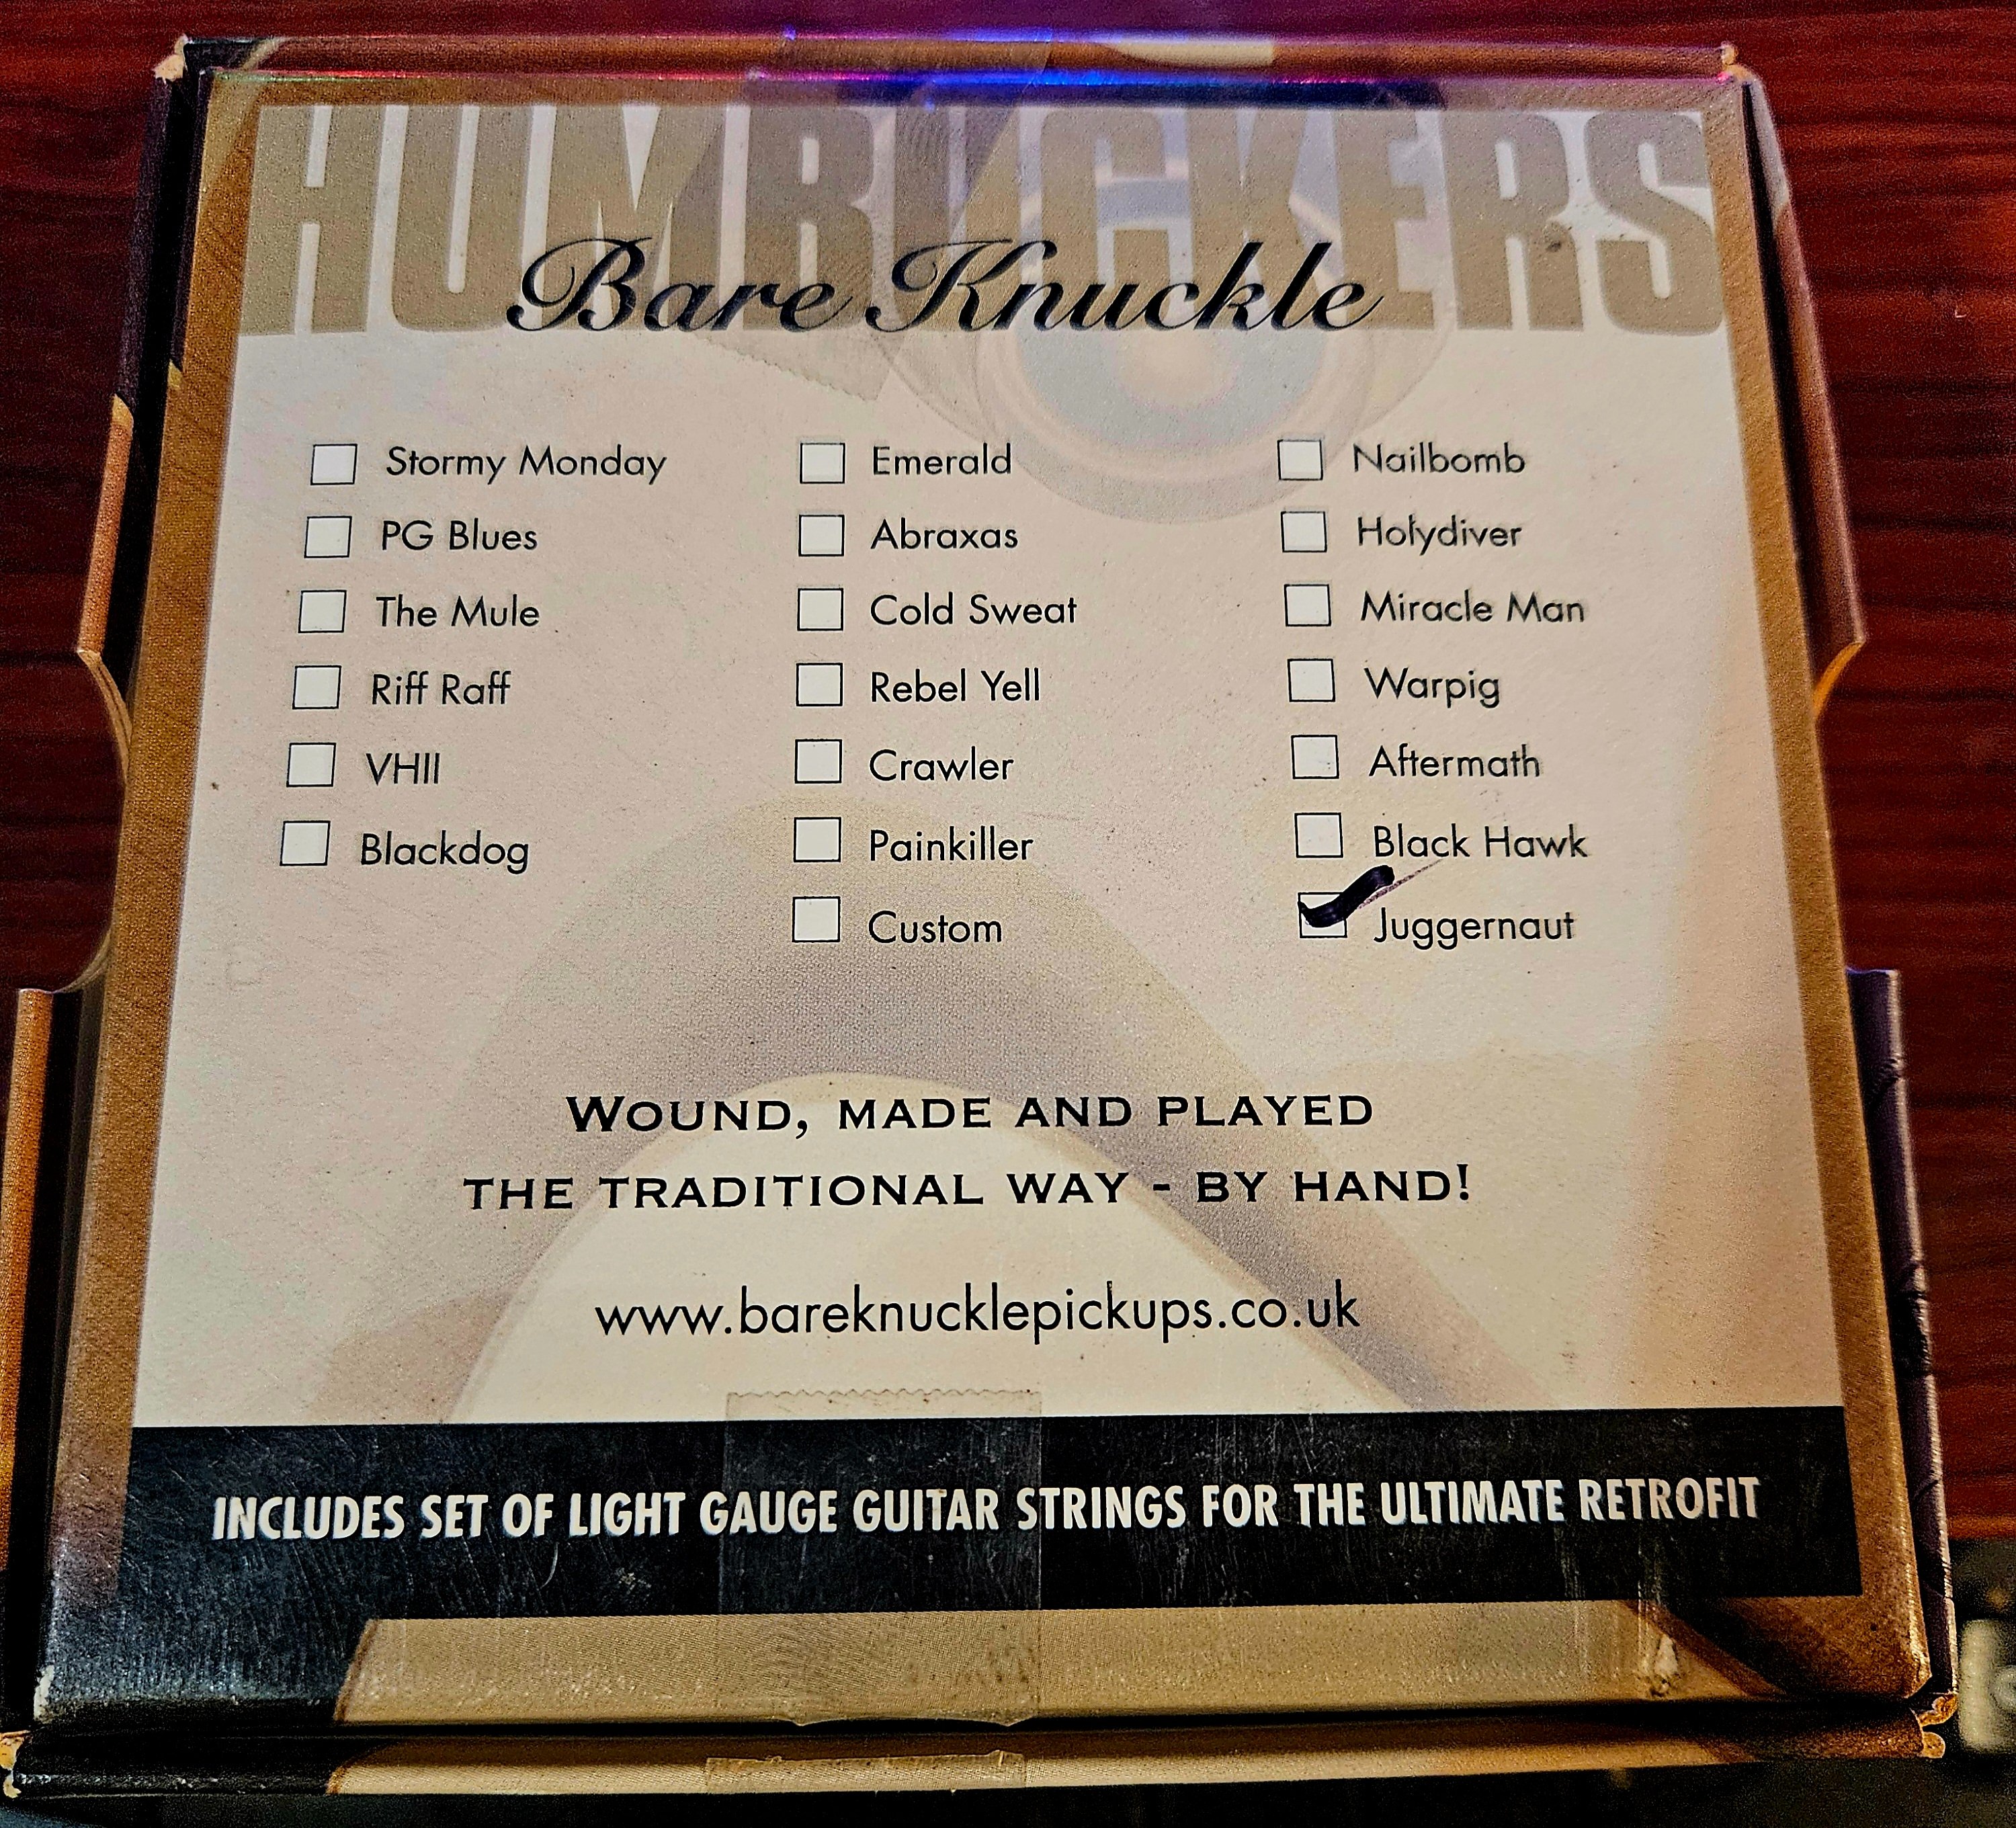 HUMBUCKERS
Bare Knuckle
Stormy Monday
PG Blues
The Mule
Riff Raff
VHII
Blackdog
Emerald
Abraxas
Cold Sweat
Rebel Yell
Crawler
Painkiller
Custom
Nailbomb
Holydiver
Miracle Man
Warpig
Aftermath
Black Hawk
Juggernaut
WOUND, MADE AND PLAYED
THE TRADITIONAL WAY - BY HAND!
www.bareknucklepickups.co.uk
INCLUDES SET OF LIGHT GAUGE GUITAR STRINGS FOR THE ULTIMATE RETROFIT